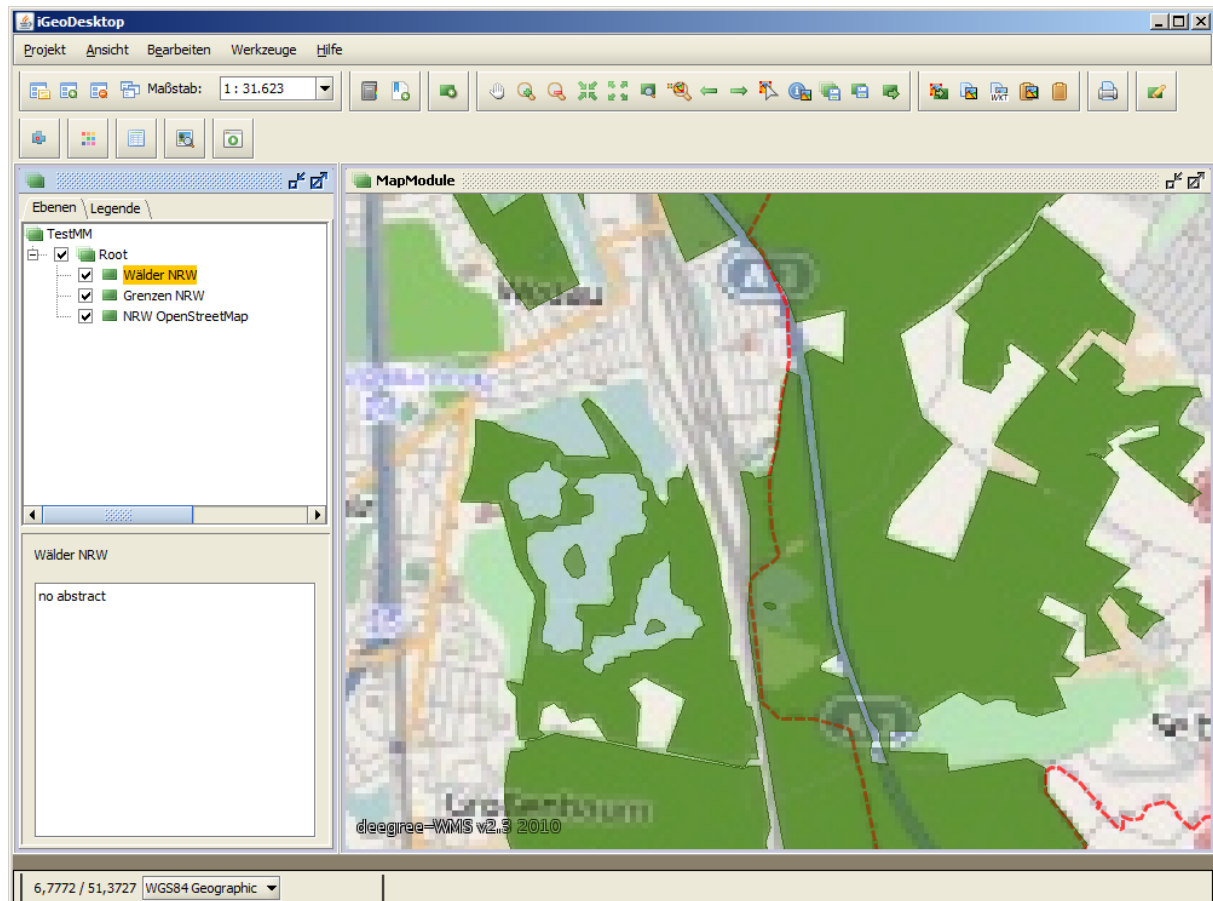 iGeoDesktop
Projekt Ansicht Bearbeiten Werkzeuge Hilfe
Maßstab: 1 : 31.623
WKT
MapModule
Ebenen Legende
TestMM
Root
Wälder NRW
Grenzen NRW
NRW OpenStreetMap
Wälder NRW
no abstract
Großenbaum
deegree-WMS v2.3 2010
6,7772 / 51,3727 WGS84 Geographic